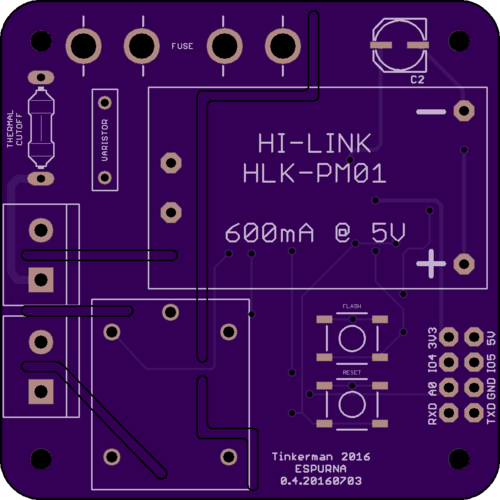 FUSE
C2
THERMAL
CUTOFF
VARISTOR
HI-LINK
HLK-PM01
600mA @ 5V
FLASH
RESET
3V3
5V
IO4
IO5
A0
GND
RXD
TXD
Tinkerman 2016
ESPURNA
0.4.20160703